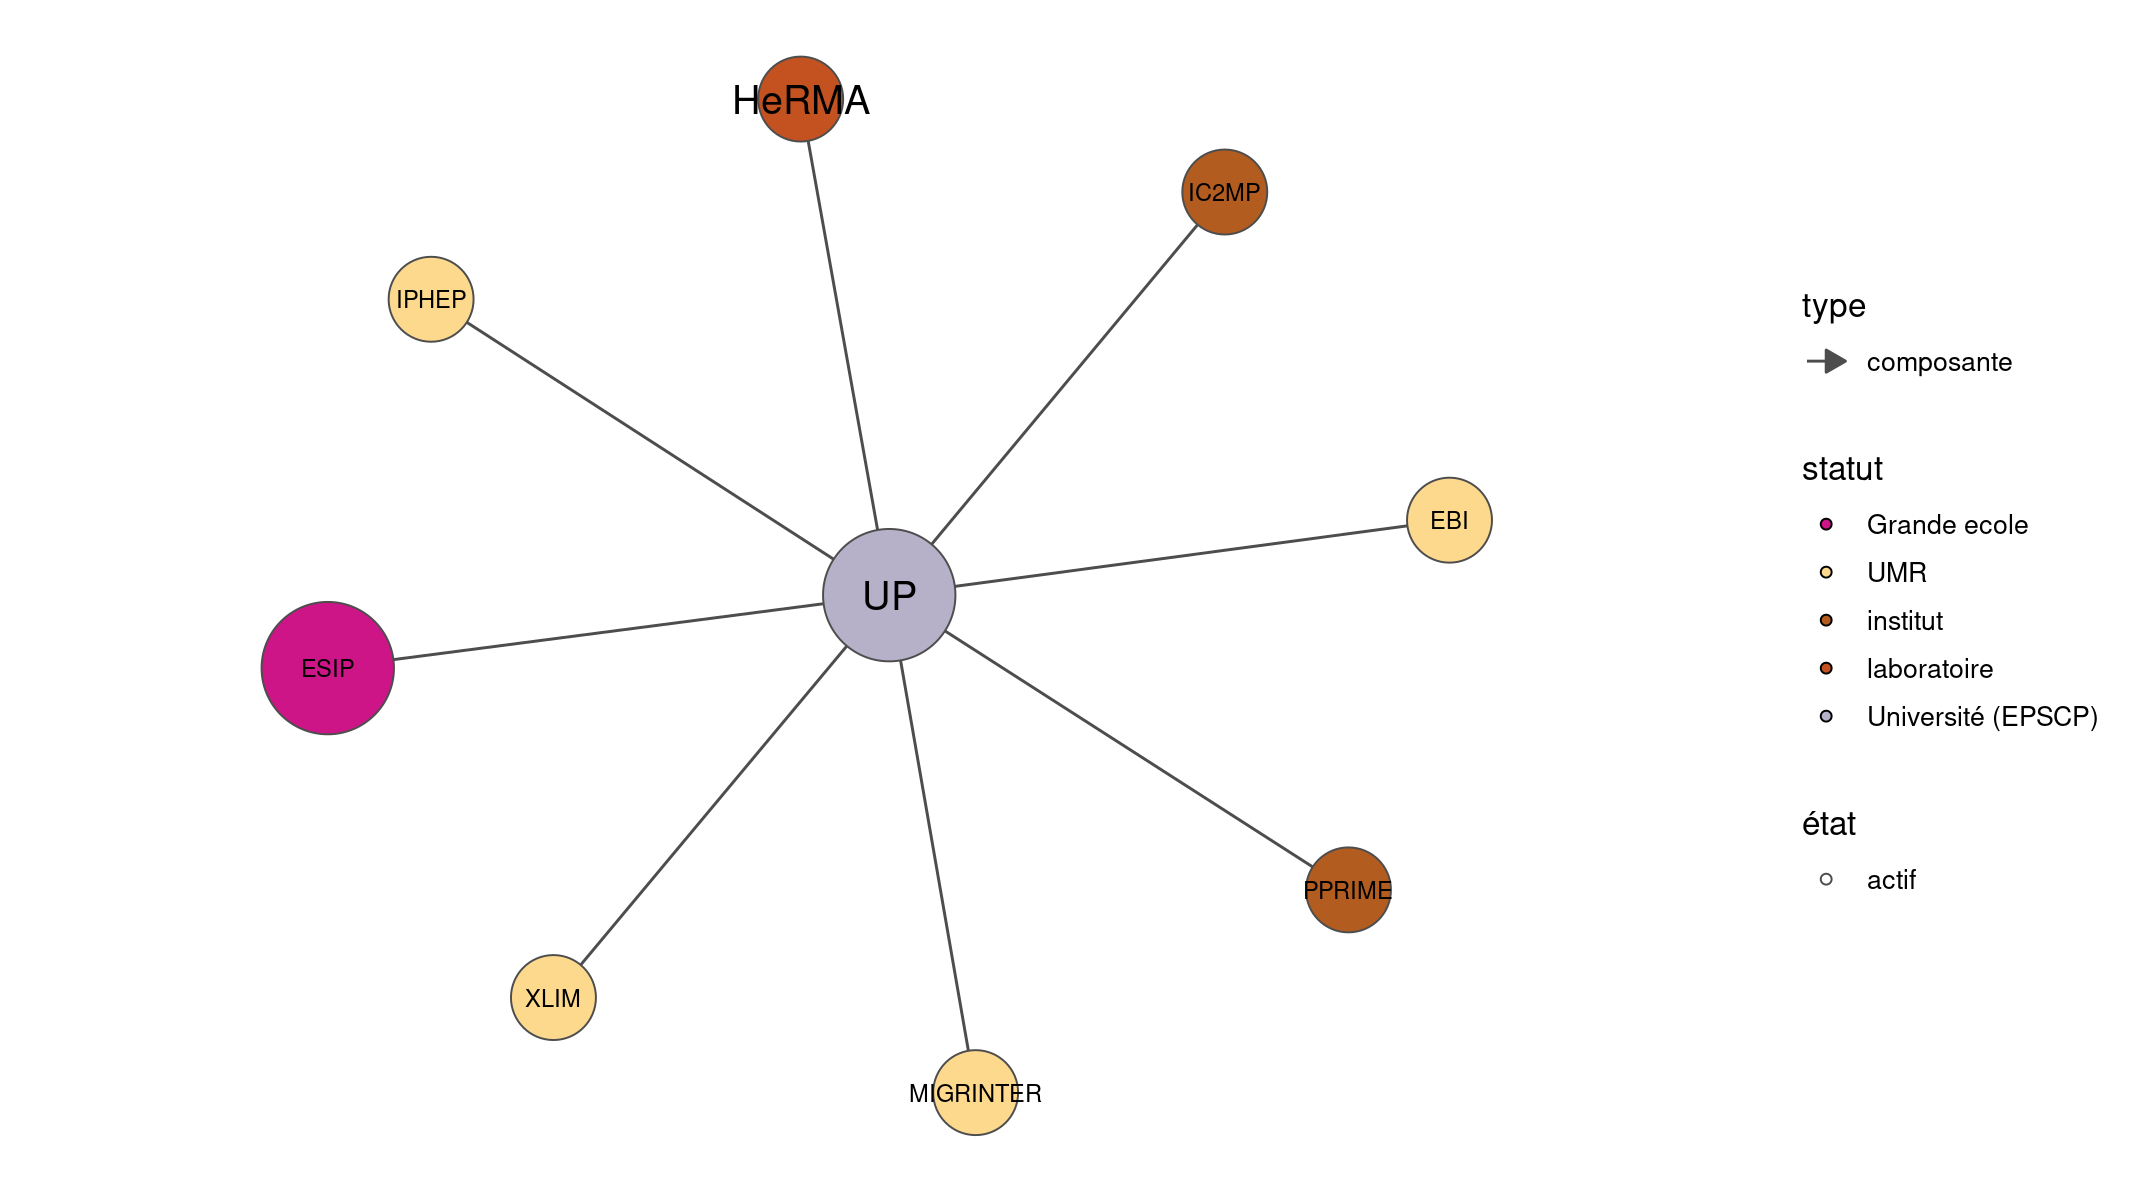 HeRMA
IC2MP
IPHEP
EBI
UP
ESIP
PPRIME
XLIM
MIGRINTER
type
composante
statut
Grande ecole
UMR
institut
laboratoire
Université (EPSCP)
état
actif